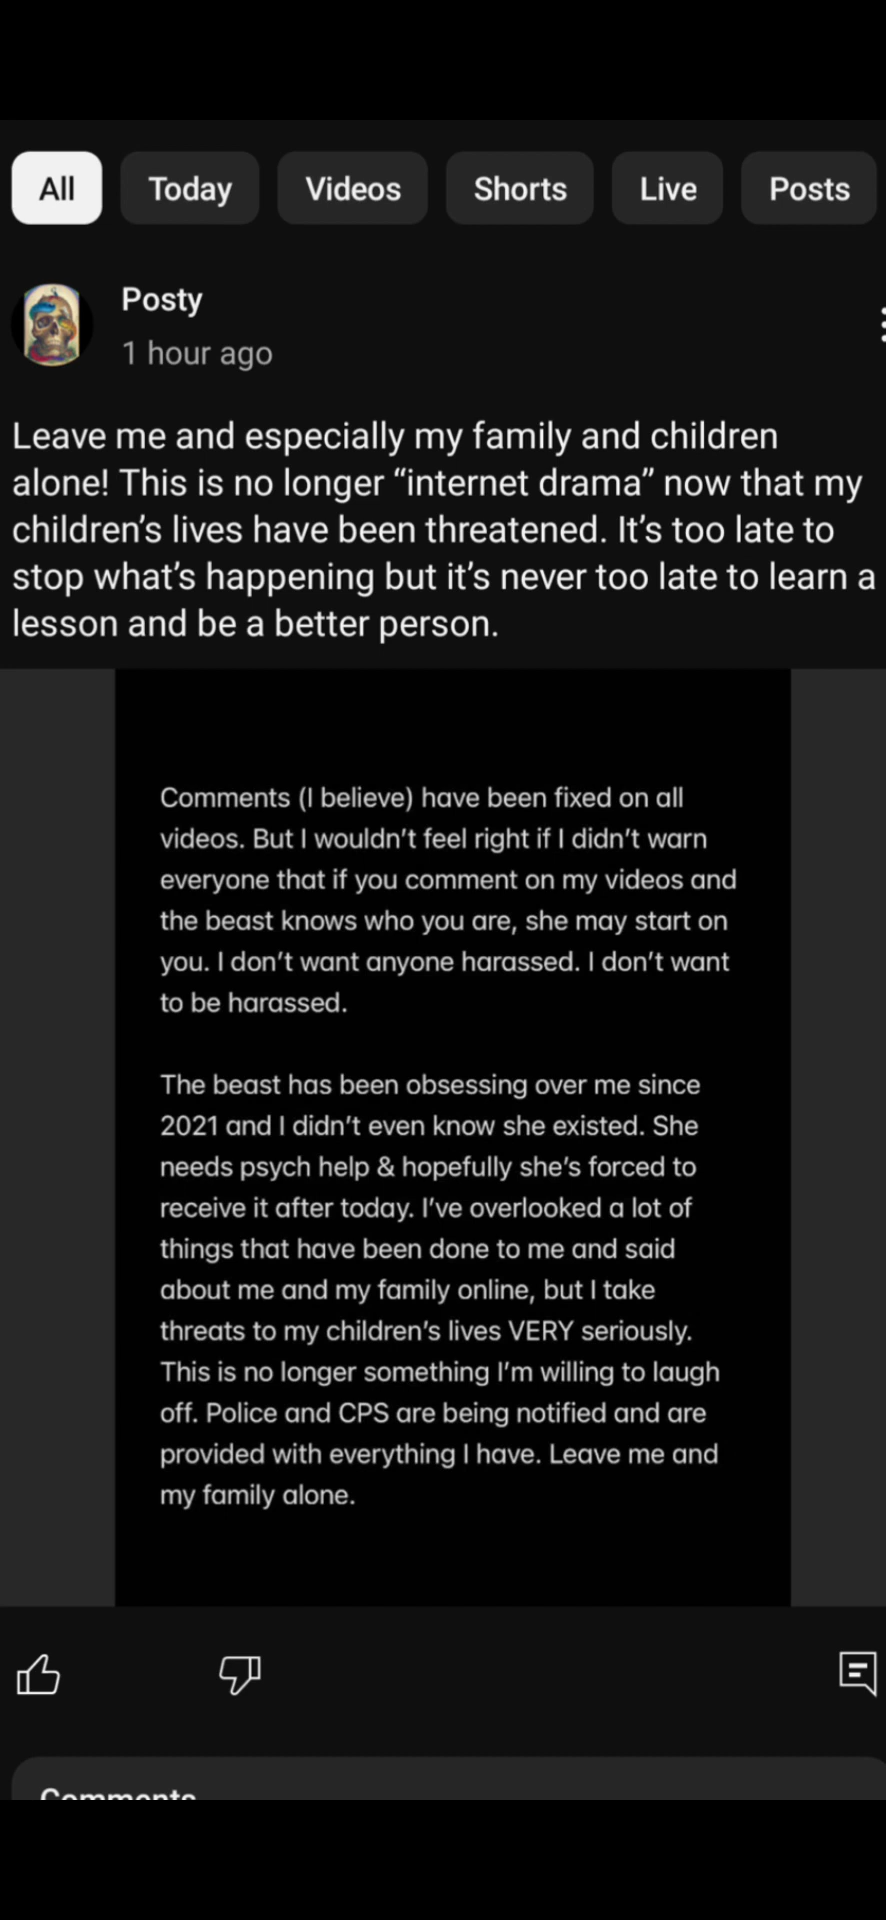 All Today Videos Shorts Live Posts
Posty
1 hour ago
Leave me and especially my family and children
alone! This is no longer “internet drama” now that my
children’s lives have been threatened. It’s too late to
stop what’s happening but it’s never too late to learn a
lesson and be a better person.
Comments (I believe) have been fixed on all
videos. But I wouldn’t feel right if I didn’t warn
everyone that if you comment on my videos and
the beast knows who you are, she may start on
you. I don’t want anyone harassed. I don’t want
to be harassed.
The beast has been obsessing over me since
2021 and I didn’t even know she existed. She
needs psych help & hopefully she’s forced to
receive it after today. I’ve overlooked a lot of
things that have been done to me and said
about me and my family online, but I take
threats to my children’s lives VERY seriously.
This is no longer something I’m willing to laugh
off. Police and CPS are being notified and are
provided with everything I have. Leave me and
my family alone.
Comments